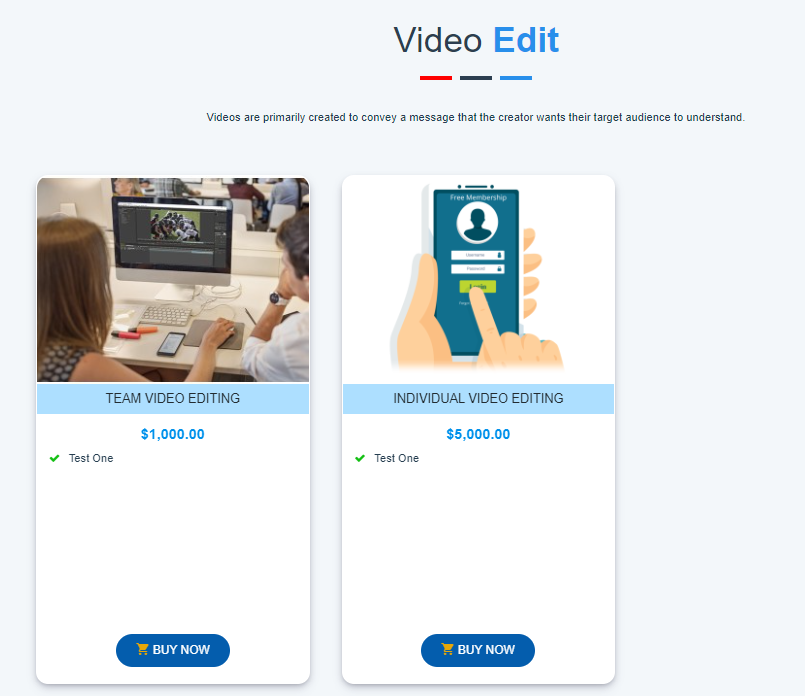 Video Edit
Videos are primarily created to convey a message that the creator wants their target audience to understand.
Free Membership
Username
Password
Login
TEAM VIDEO EDITING
INDIVIDUAL VIDEO EDITING
$1,000.00
$5,000.00
Test One
Test One
BUY NOW
BUY NOW